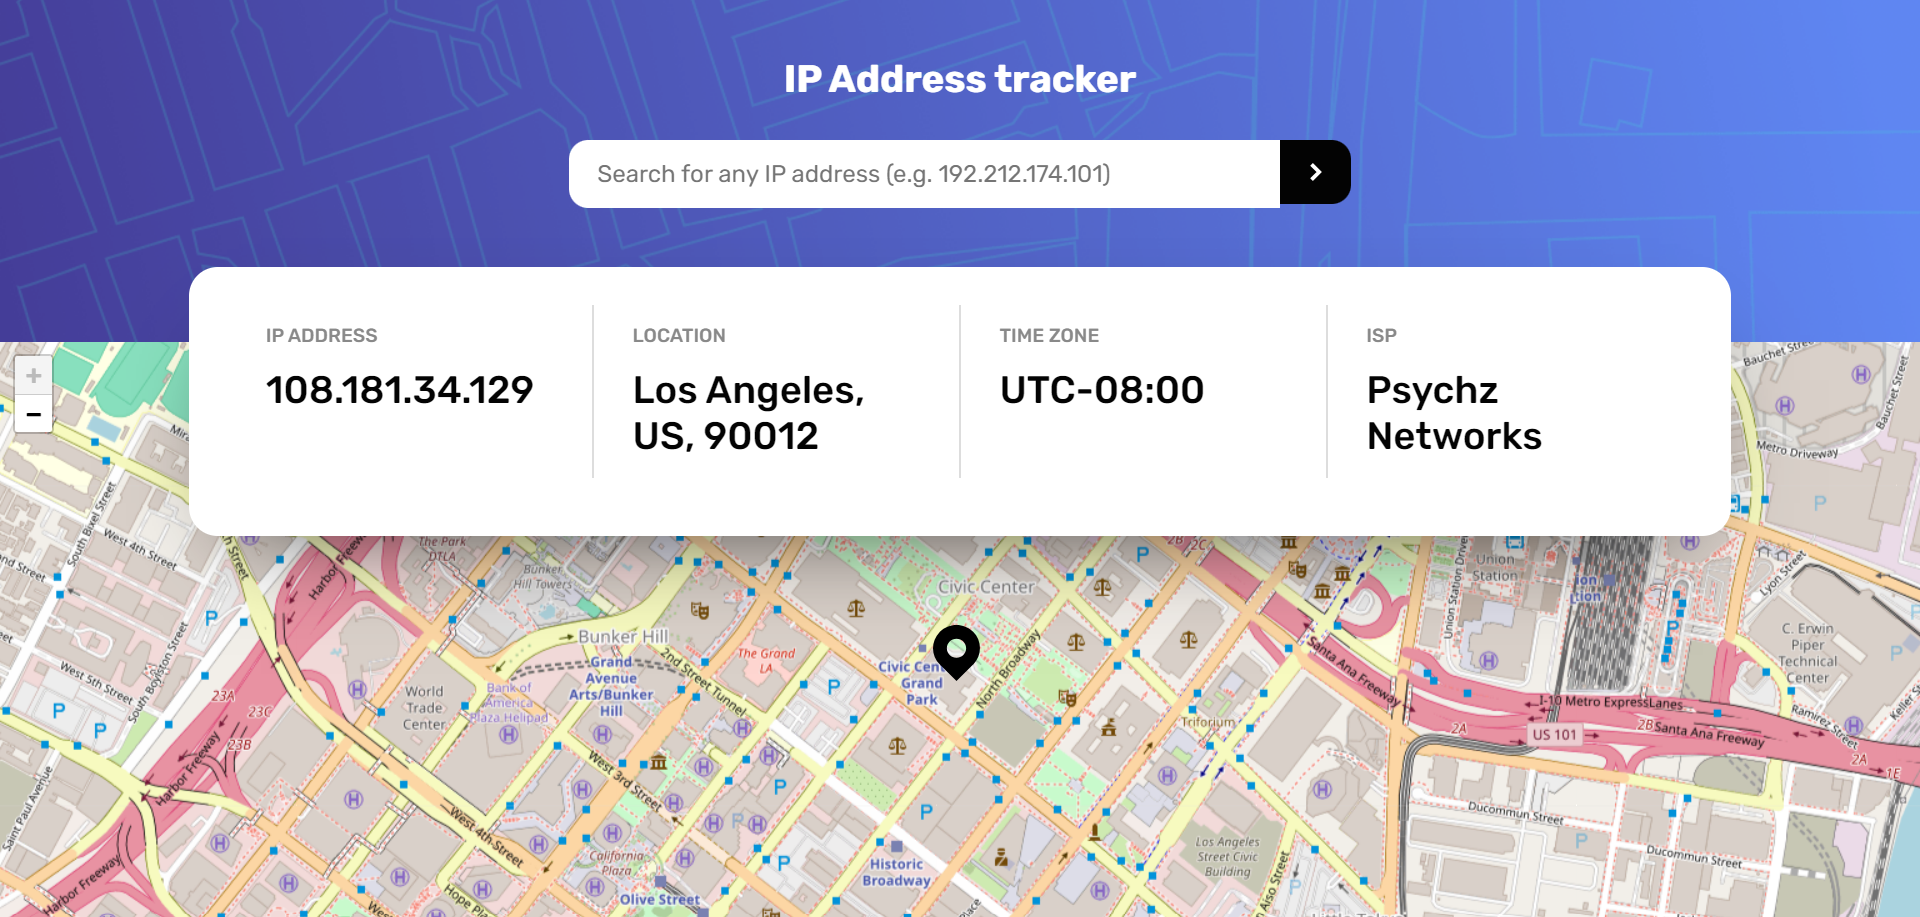 IP Address tracker
Search for any IP address (e.g. 192.212.174.101)
IP ADDRESS
108.181.34.129
LOCATION
Los Angeles,
US, 90012
TIME ZONE
UTC-08:00
ISP
Psychz
Networks
+
−
Bauchet Street
Metro Driveway
South Bixel Street
West 4th Street
The Park
DTLA
Bunker
Hill Towers
Civic Center
2B
2C
Union
Station
Union Station Drive
Lyon Street
South Boylston Street
West 5th Street
Bunker Hill
Grand
Avenue
Arts/Bunker
Hill
2nd Street Tunnel
The Grand
LA
Grand
Park
North Broadway
Santa Ana Freeway
C. Erwin
Piper
Technical
Center
World
Trade
Center
Bank of
America
Plaza Helipad
23A
23C
23B
Harbor Freeway
West 3rd Street
Triforium
I-10 Metro ExpressLanes
2A
US 101
2B
Santa Ana Freeway
Ramirez Street
2A
1E
Saint Paul Avenue
West 4th Street
California
Plaza
Historic
Broadway
Los Angeles
Street Civic
Building
Ducommun Street
Ducommun Street
Harbor Freeway
Olive Street